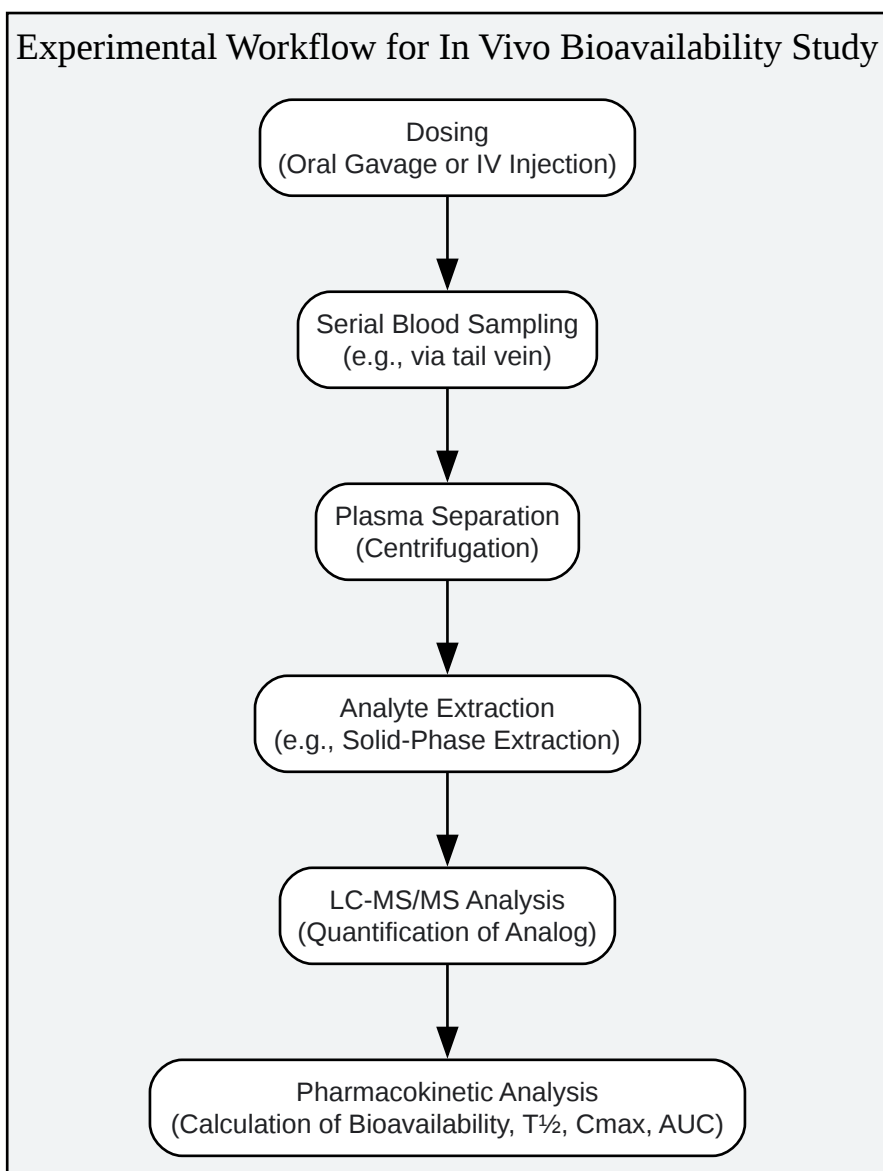 Experimental Workflow for In Vivo Bioavailability Study
Dosing
(Oral Gavage or IV Injection)
Serial Blood Sampling
(e.g., via tail vein)
Plasma Separation
(Centrifugation)
Analyte Extraction
(e.g., Solid-Phase Extraction)
LC-MS/MS Analysis
(Quantification of Analog)
Pharmacokinetic Analysis
(Calculation of Bioavailability, T½, Cmax, AUC)